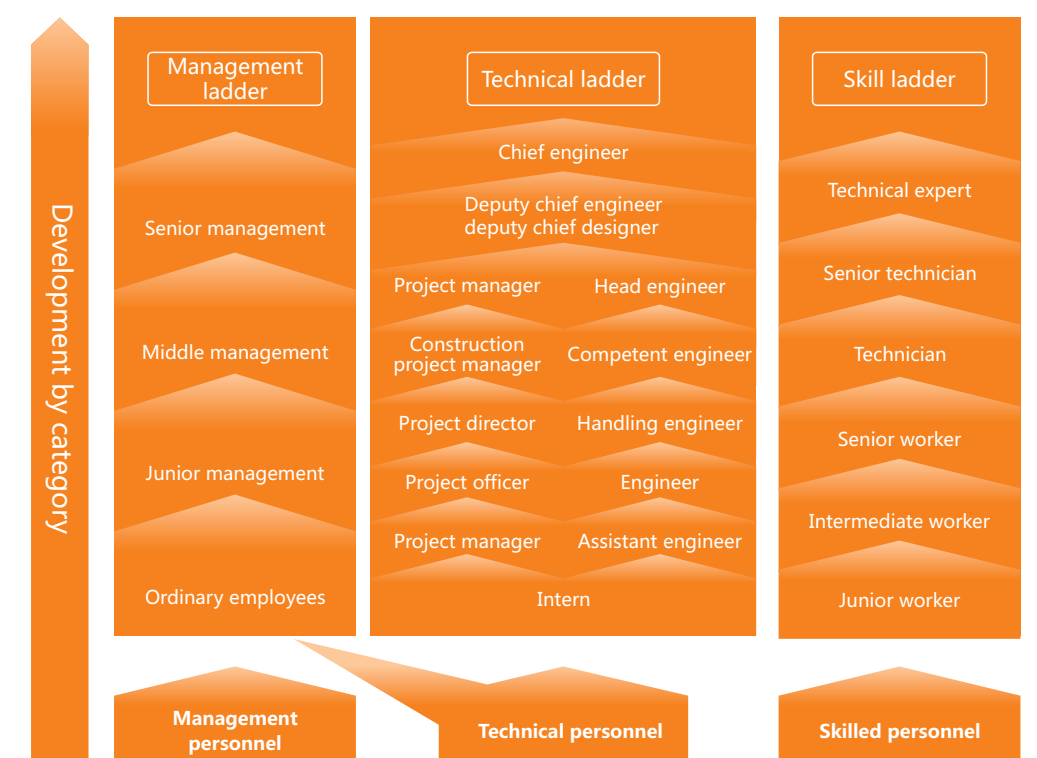 Development by category
Management
ladder
Senior management
Middle management
Junior management
Ordinary employees
Management
personnel
Technical ladder
Chief engineer
Deputy chief engineer
deputy chief designer
Project manager
Head engineer
Construction
project manager
Competent engineer
Project director
Handling engineer
Project officer
Engineer
Project manager
Assistant engineer
Intern
Technical personnel
Skill ladder
Technical expert
Senior technician
Technician
Senior worker
Intermediate worker
Junior worker
Skilled personnel